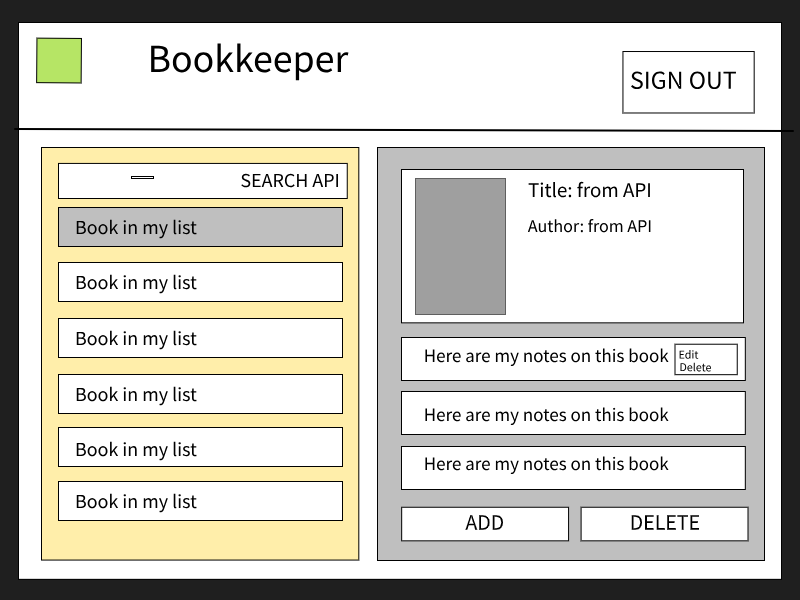 Bookkeeper
SIGN OUT
SEARCH API
Book in my list
Book in my list
Book in my list
Book in my list
Book in my list
Book in my list
Title: from API
Author: from API
Here are my notes on this book
Edit
Delete
Here are my notes on this book
Here are my notes on this book
ADD
DELETE